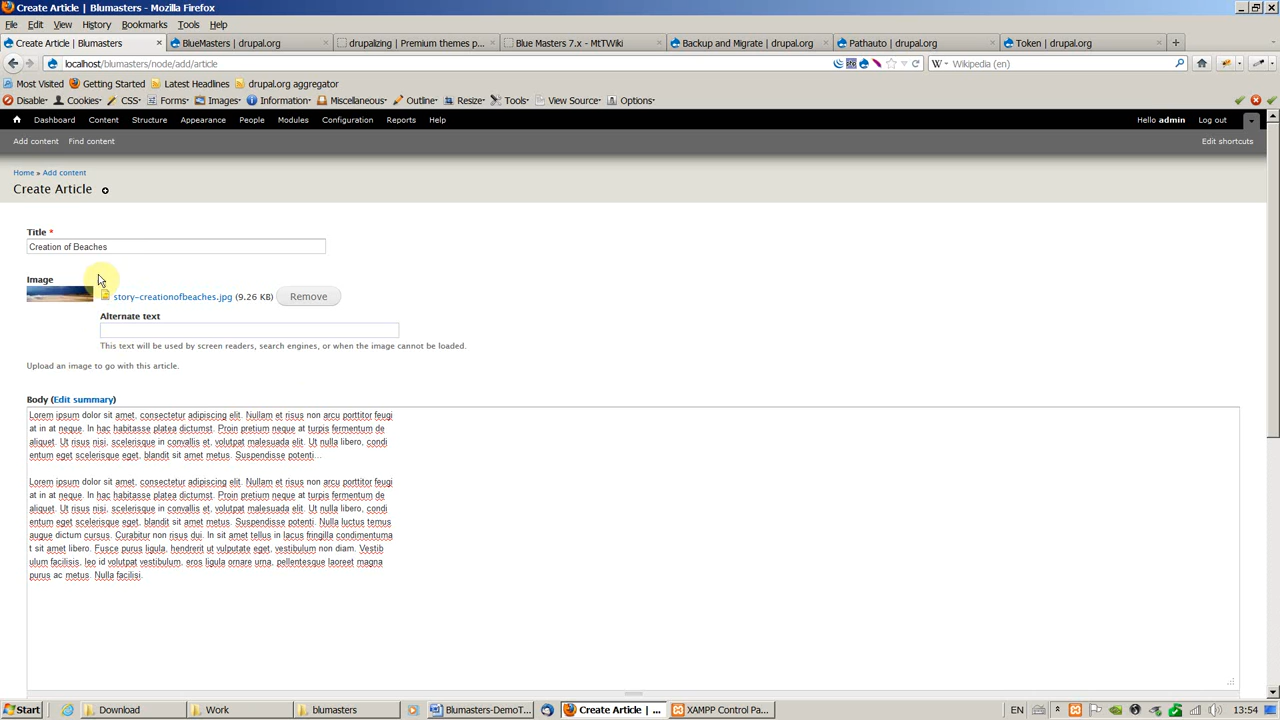 Create Article | Blumasters - Mozilla Firefox
File Edit View History Bookmarks Tools Help
Create Article | Blumasters
BlueMasters | drupal.org
drupalizing | Premium themes p...
Blue Masters 7.x - MtTWiki
Backup and Migrate | drupal.org
Pathauto | drupal.org
Token | drupal.org
localhost/blumasters/node/add/article
Wikipedia (en)
Most Visited Getting Started Latest Headlines drupal.org aggregator
Disable Cookies CSS Forms Images Information Miscellaneous Outline Resize Tools View Source Options
Dashboard Content Structure Appearance People Modules Configuration Reports Help
Hello admin Log out
Add content Find content
Edit shortcuts
Home » Add content
Create Article
Title *
Creation of Beaches
Image
story-creationofbeaches.jpg (9.26 KB) Remove
Alternate text
This text will be used by screen readers, search engines, or when the image cannot be loaded.
Upload an image to go with this article.
Body (Edit summary)
Lorem ipsum dolor sit amet, consectetur adipiscing elit. Nullam et risus non arcu porttitor feugi
at in at neque. In hac habitasse platea dictumst. Proin pretium neque at turpis fermentum de
aliquet. Ut risus nisi, scelerisque in convallis et, volutpat malesuada elit. Ut nulla libero, condi
entum eget scelerisque eget, blandit sit amet metus. Suspendisse potenti...
Lorem ipsum dolor sit amet, consectetur adipiscing elit. Nullam et risus non arcu porttitor feugi
at in at neque. In hac habitasse platea dictumst. Proin pretium neque at turpis fermentum de
aliquet. Ut risus nisi, scelerisque in convallis et, volutpat malesuada elit. Ut nulla libero, condi
entum eget scelerisque eget, blandit sit amet metus. Suspendisse potenti. Nulla luctus temus
augue dictum cursus. Curabitur non risus dui. In sit amet tellus in lacus fringilla condimentuma
t sit amet libero. Fusce purus ligula, hendrerit ut vulputate eget, vestibulum non diam. Vestib
ulum facilisis, leo id volutpat vestibulum, eros ligula ornare urna, pellentesque laoreet magna
purus ac metus. Nulla facilisi.
Start
Download
Work
blumasters
Blumasters-DemoT...
Create Article | ...
XAMPP Control Pa...
EN
13:54